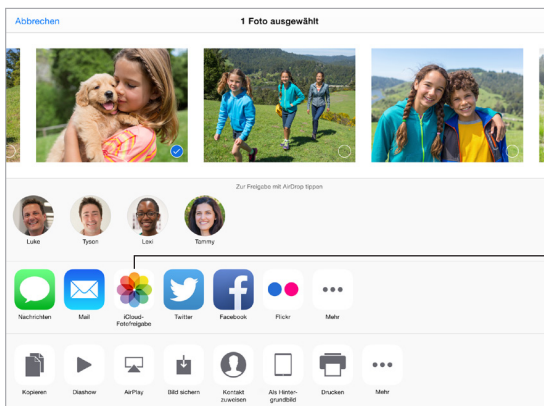 Abbrechen 1 Foto ausgewählt
Zur Freigabe mit AirDrop tippen
Luke Tyson Lexi Tommy
Nachrichten Mail iCloud- Twitter Facebook Flickr Mehr
Fotofreigabe
Kopieren Diashow AirPlay Bild sichern Kontakt Als Hinter- Drucken Mehr
zuweisen grundbild